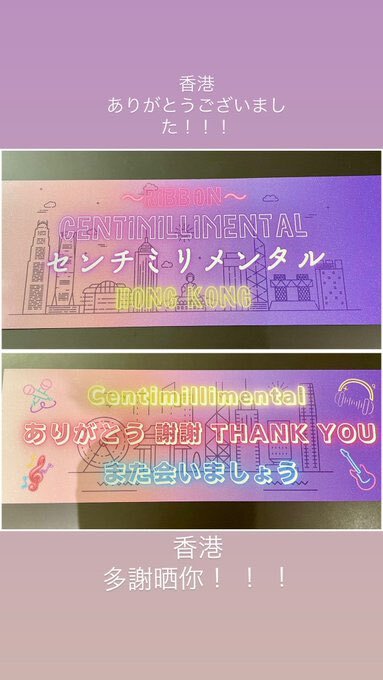 香港
ありがとうございまし
た！！！
〜RIBBON〜
CENTIMILLIMENTAL
センチミリメンタル
HONG KONG
Centimillimental
ありがとう 謝謝 THANK YOU
また会いましょう
香港
多謝晒你！！！